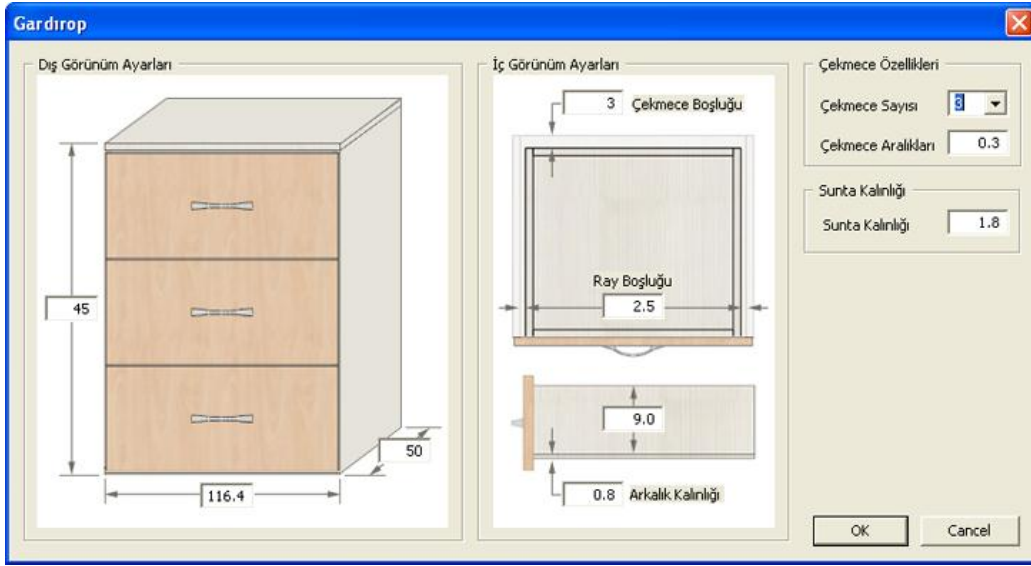 Gardırop
Dış Görünüm Ayarları
45
50
116.4
İç Görünüm Ayarları
3 Çekmece Boşluğu
Ray Boşluğu
2.5
9.0
0.8 Arkalık Kalınlığı
Çekmece Özellikleri
Çekmece Sayısı 3
Çekmece Aralıkları 0.3
Sunta Kalınlığı
Sunta Kalınlığı 1.8
OK Cancel